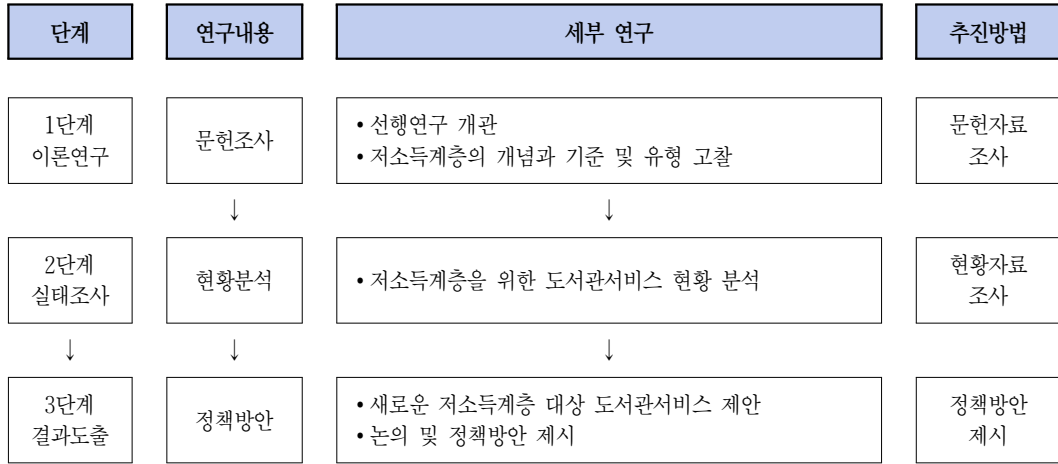 단계 연구내용 세부 연구 추진방법
1단계
이론연구
문헌조사
• 선행연구 개관
• 저소득계층의 개념과 기준 및 유형 고찰
문헌자료
조사
↓ ↓
2단계
실태조사
현황분석
• 저소득계층을 위한 도서관서비스 현황 분석
현황자료
조사
↓ ↓ ↓
3단계
결과도출
정책방안
• 새로운 저소득계층 대상 도서관서비스 제안
• 논의 및 정책방안 제시
정책방안
제시